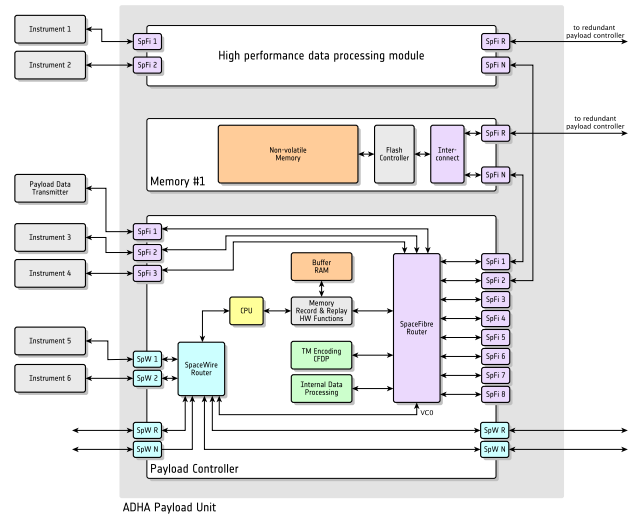 Instrument 1
Instrument 2
SpFi 1
SpFi 2
High performance data processing module
SpFi R
SpFi N
to redundant
payload controller
Non-volatile
Memory
Flash
Controller
Inter-
connect
SpFi R
SpFi N
to redundant
payload controller
Memory #1
Payload Data
Transmitter
Instrument 3
Instrument 4
SpFi 1
SpFi 2
SpFi 3
Buffer
RAM
CPU
Memory
Record & Replay
HW Functions
SpaceFibre
Router
SpFi 1
SpFi 2
SpFi 3
SpFi 4
SpFi 5
SpFi 6
SpFi 7
SpFi 8
Instrument 5
Instrument 6
SpW 1
SpW 2
SpaceWire
Router
TM Encoding
CFDP
Internal Data
Processing
VC0
SpW R
SpW N
SpW R
SpW N
Payload Controller
ADHA Payload Unit